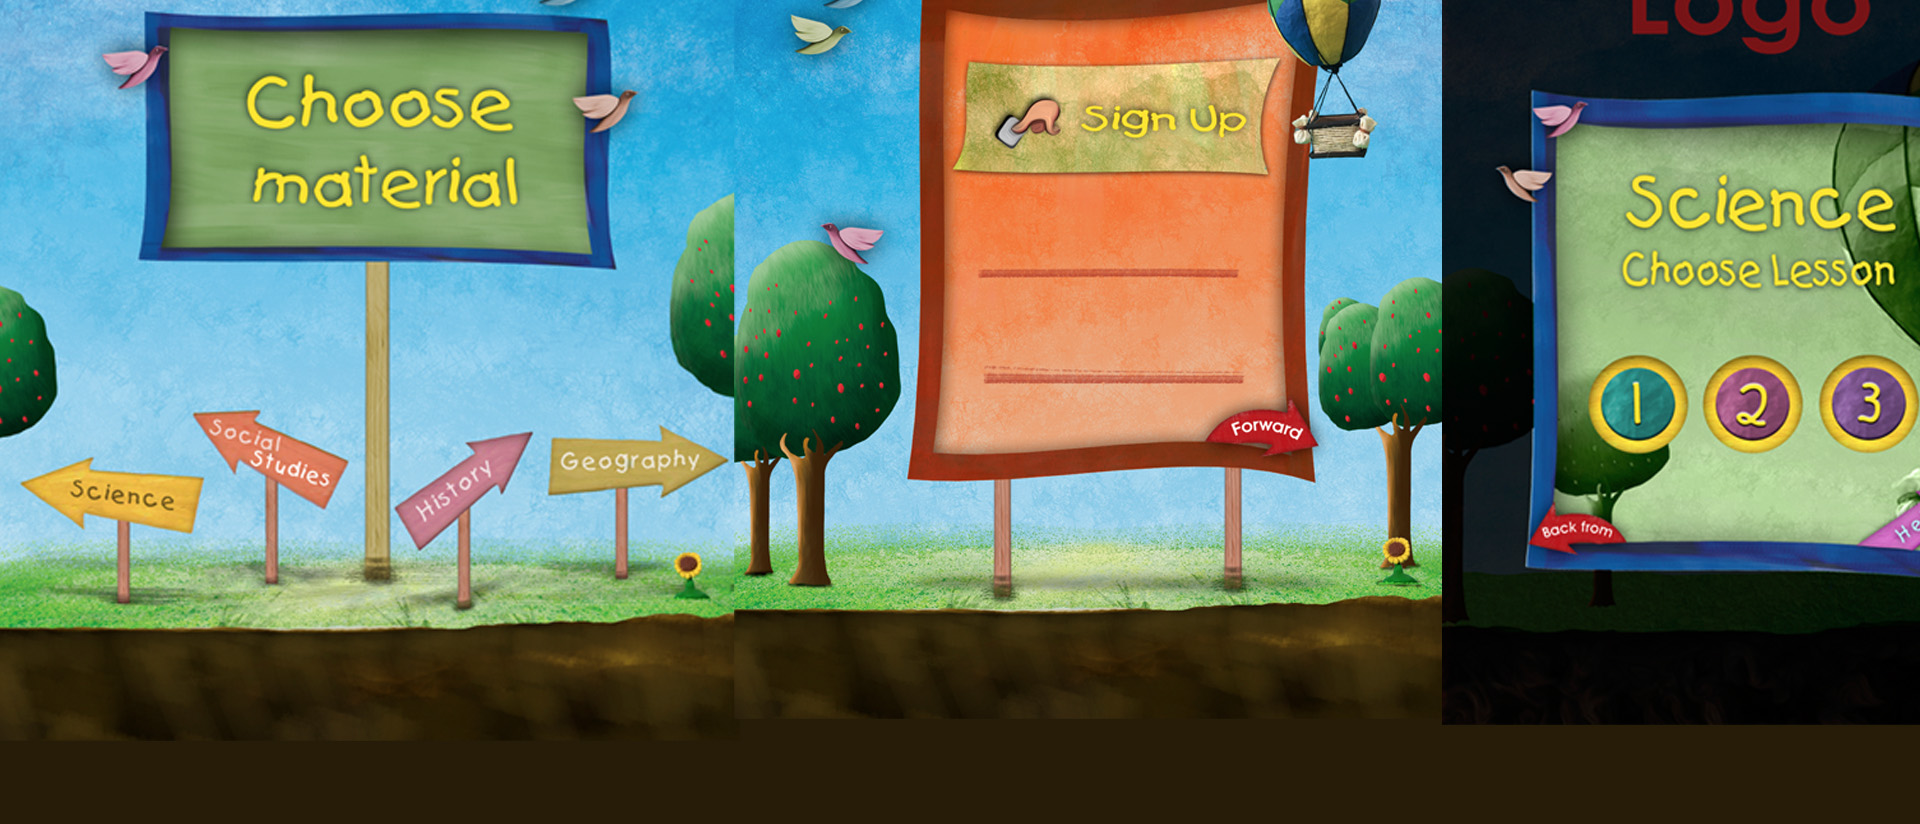 Choose
material
Science
Social
Studies
History
Geography
Sign Up
Forward
Logo
Science
Choose Lesson
1
2
3
Back from